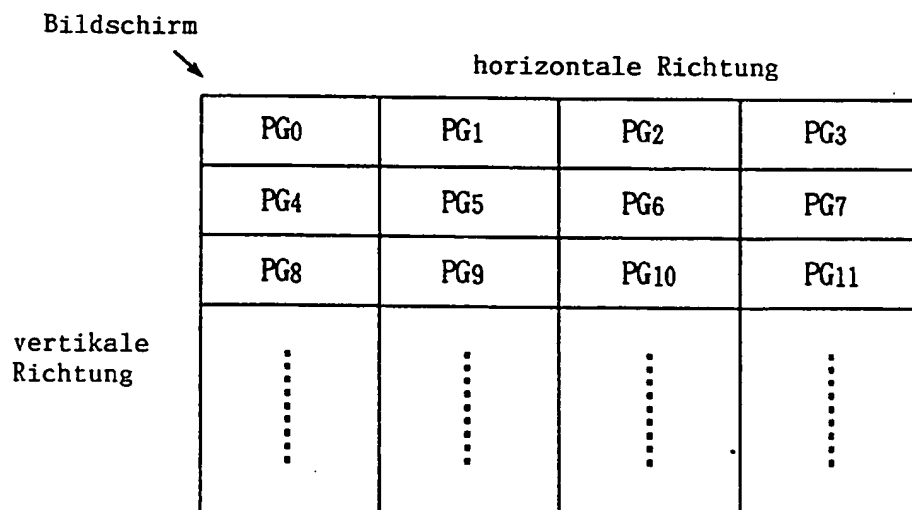 Bildschirm
horizontale Richtung
PG0 PG1 PG2 PG3
PG4 PG5 PG6 PG7
PG8 PG9 PG10 PG11
vertikale
Richtung